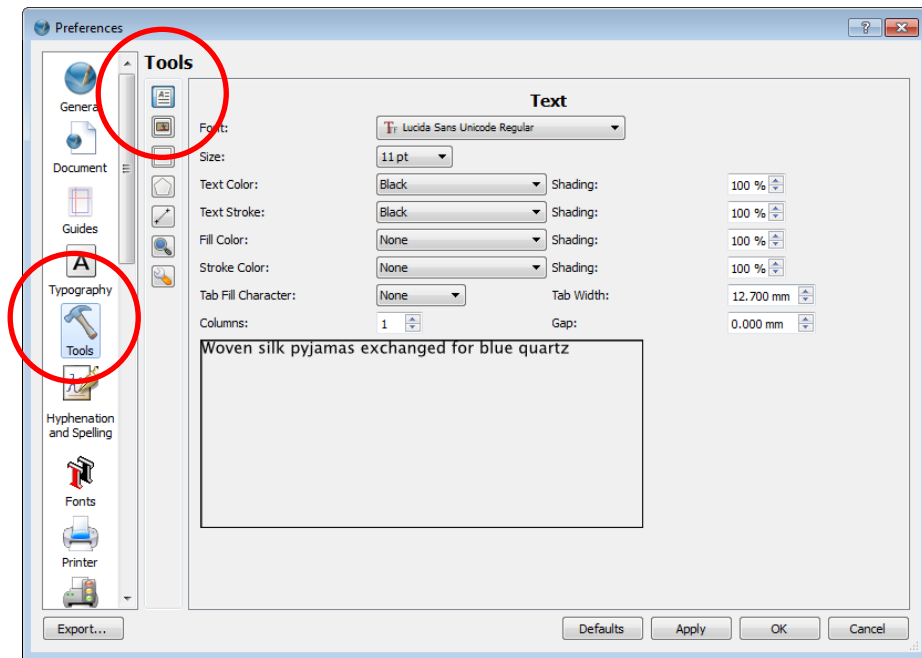 Preferences
Tools
General
Document
Guides
A
Typography
Tools
Hyphenation
and Spelling
Fonts
Printer
Text
Font: Lucida Sans Unicode Regular
Size: 11 pt
Text Color: Black Shading: 100 %
Text Stroke: Black Shading: 100 %
Fill Color: None Shading: 100 %
Stroke Color: None Shading: 100 %
Tab Fill Character: None Tab Width: 12.700 mm
Columns: 1 Gap: 0.000 mm
Woven silk pyjamas exchanged for blue quartz
Export... Defaults Apply OK Cancel